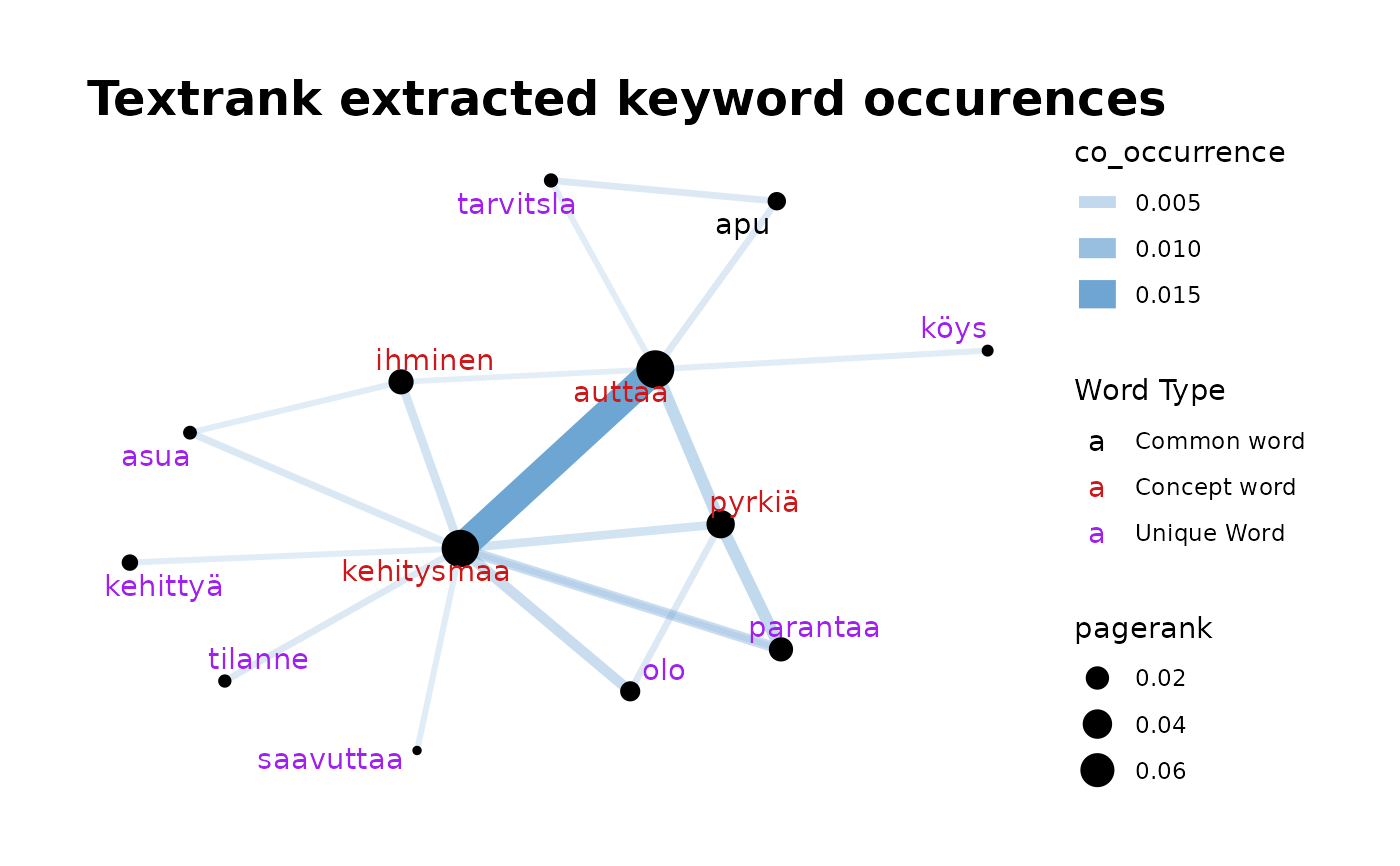 Textrank extracted keyword occurences
co_occurrence
0.005
0.010
0.015
Word Type
a Common word
a Concept word
a Unique Word
pagerank
0.02
0.04
0.06
tarvitsla
apu
köys
ihminen
auttaa
asua
pyrkiä
kehitysmaa
kehittyä
parantaa
tilanne
olo
saavuttaa